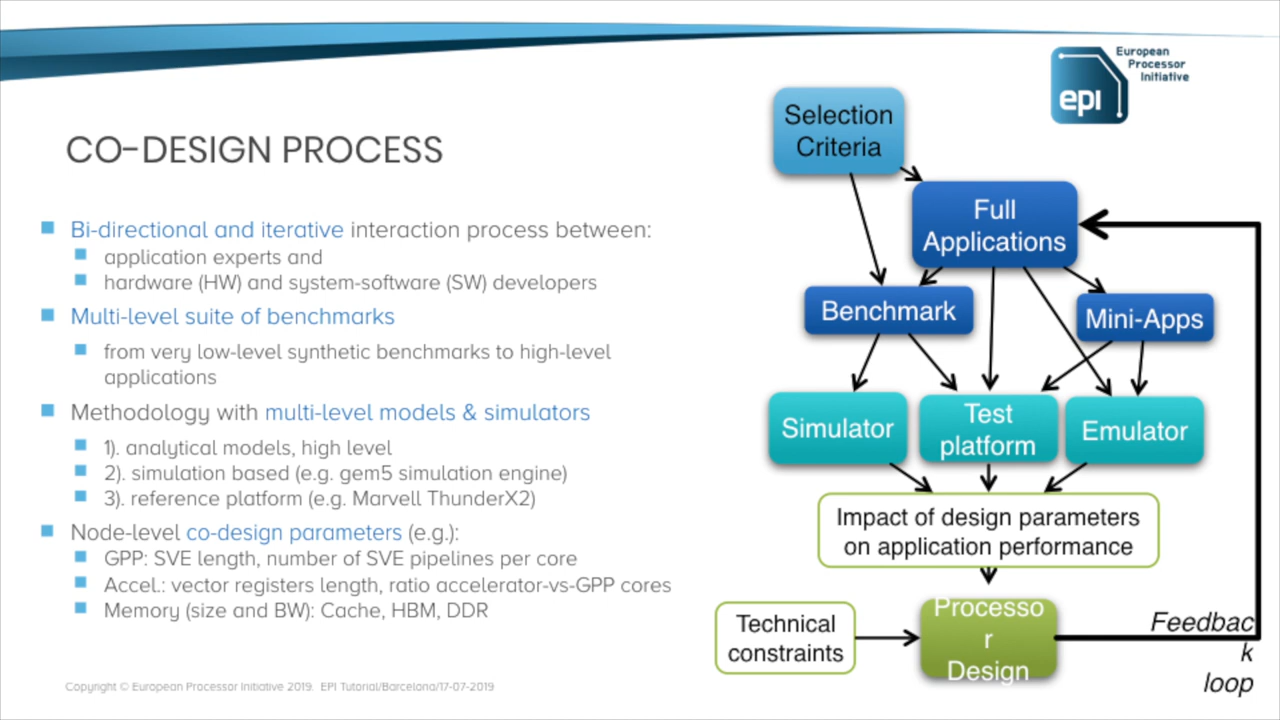 European
Processor
Initiative
epi
CO-DESIGN PROCESS
Bi-directional and iterative interaction process between:
application experts and
hardware (HW) and system-software (SW) developers
Multi-level suite of benchmarks
from very low-level synthetic benchmarks to high-level
applications
Methodology with multi-level models & simulators
1). analytical models, high level
2). simulation based (e.g. gem5 simulation engine)
3). reference platform (e.g. Marvell ThunderX2)
Node-level co-design parameters (e.g.):
GPP: SVE length, number of SVE pipelines per core
Accel.: vector registers length, ratio accelerator-vs-GPP cores
Memory (size and BW): Cache, HBM, DDR
Selection
Criteria
Full
Applications
Benchmark
Mini-Apps
Simulator
Test
platform
Emulator
Impact of design parameters
on application performance
Technical
constraints
Processo
r
Design
Feedbac
k
loop
Copyright © European Processor Initiative 2019. EPI Tutorial/Barcelona/17-07-2019